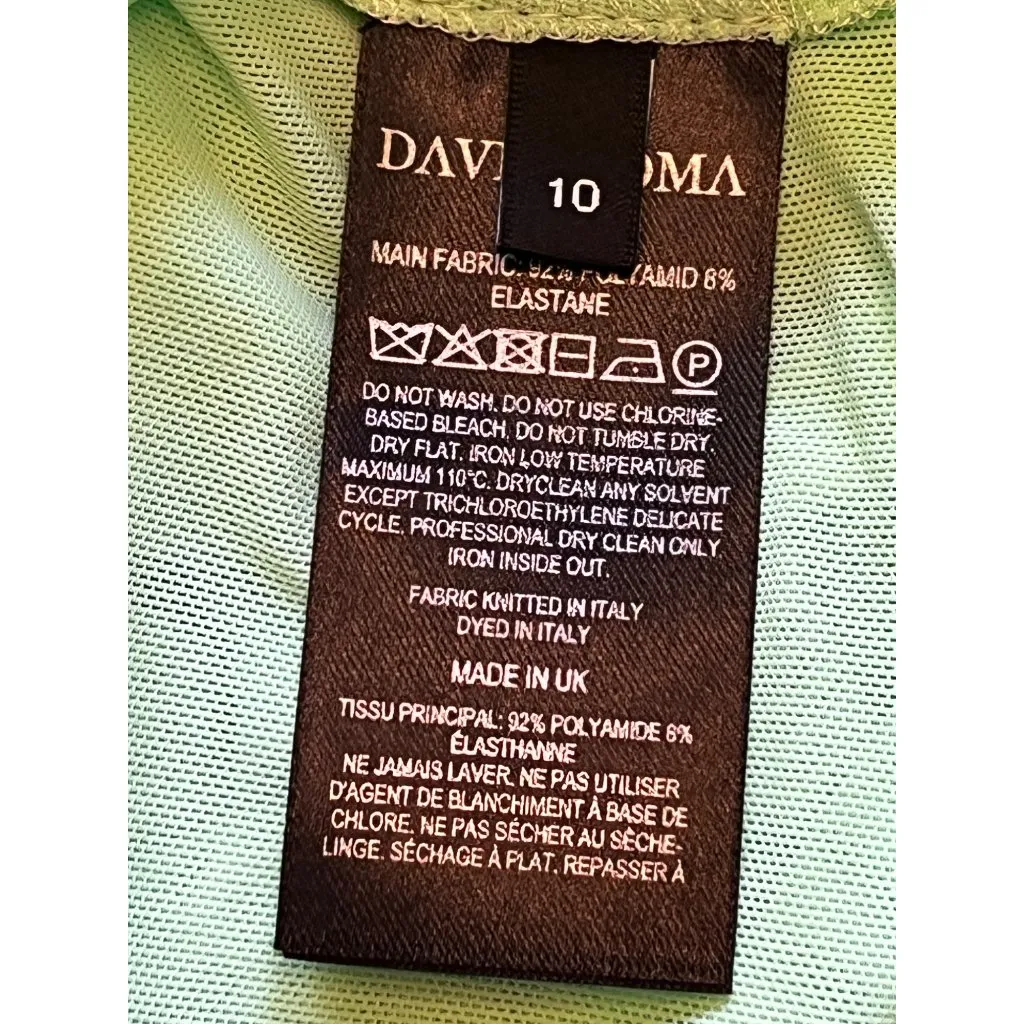 DAV OMA
10
MAIN FABRIC: 92% POLYAMID 8%
ELASTANE
P
DO NOT WASH. DO NOT USE CHLORINE-
BASED BLEACH. DO NOT TUMBLE DRY.
DRY FLAT. IRON LOW TEMPERATURE
MAXIMUM 110°C. DRYCLEAN ANY SOLVENT
EXCEPT TRICHLOROETHYLENE DELICATE
CYCLE. PROFESSIONAL DRY CLEAN ONLY
IRON INSIDE OUT.
FABRIC KNITTED IN ITALY
DYED IN ITALY
MADE IN UK
TISSU PRINCIPAL: 92% POLYAMIDE 8%
ÉLASTHANNE
NE JAMAIS LAVER. NE PAS UTILISER
D'AGENT DE BLANCHIMENT À BASE DE
CHLORE. NE PAS SÉCHER AU SÈCHE-
LINGE. SÉCHAGE À PLAT. REPASSER À